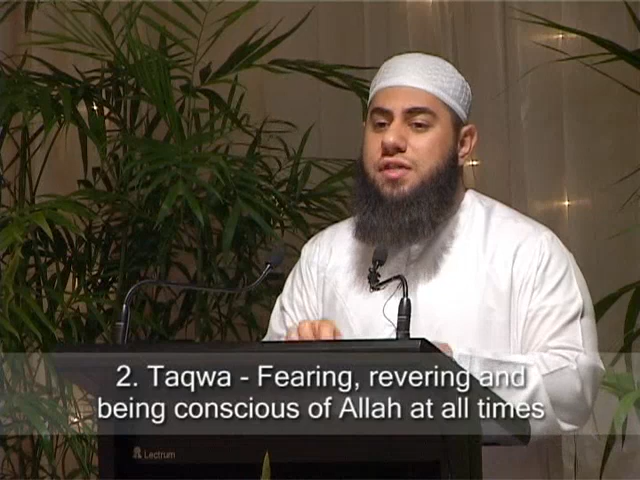 2. Taqwa - Fearing, revering and
being conscious of Allah at all times
Lectrum